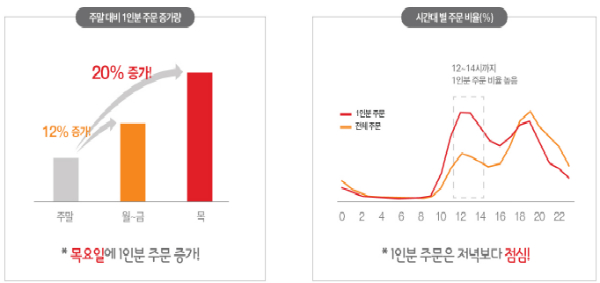 주말 대비 1인분 주문 증가량
20% 증가!
12% 증가!
주말
월~금
목
* 목요일에 1인분 주문 증가!
시간대 별 주문 비율(%)
12~14시까지
1인분 주문 비율 높음
1인분 주문
전체 주문
0 2 4 6 8 10 12 14 16 18 20 22
* 1인분 주문은 저녁보다 점심!